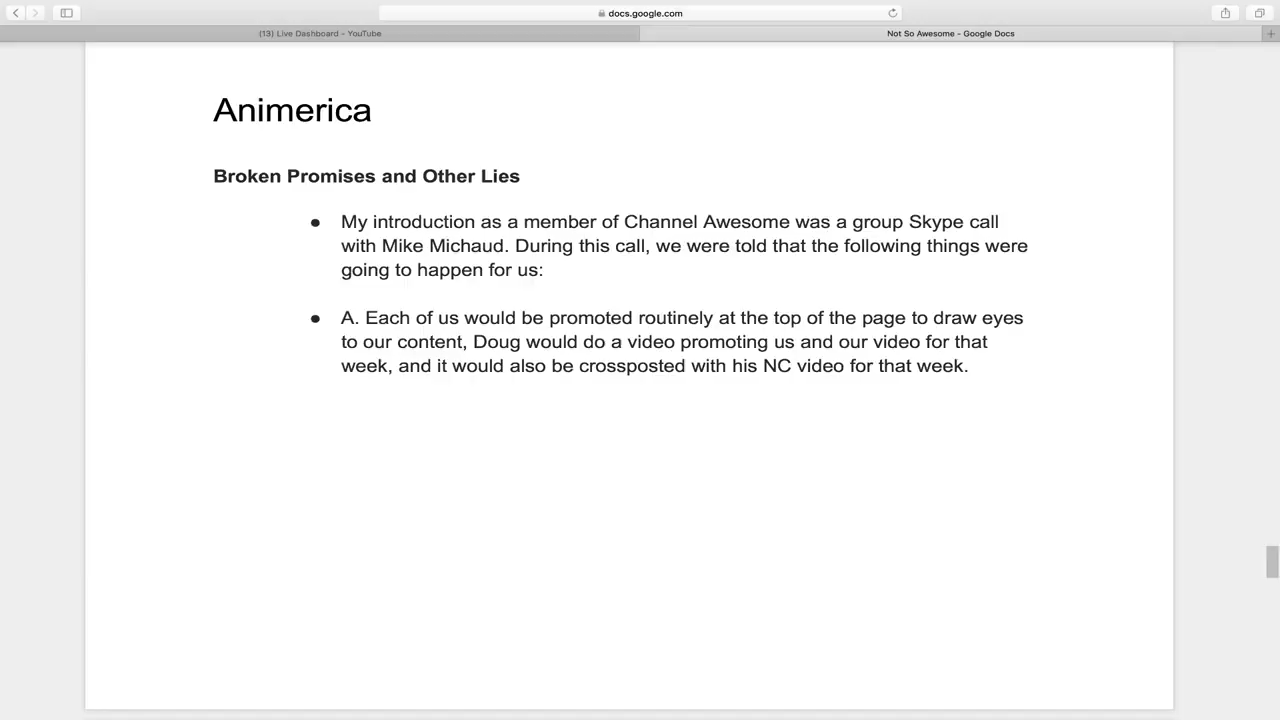 docs.google.com
(13) Live Dashboard - YouTube
Not So Awesome - Google Docs
Animerica
Broken Promises and Other Lies
● My introduction as a member of Channel Awesome was a group Skype call
with Mike Michaud. During this call, we were told that the following things were
going to happen for us:
● A. Each of us would be promoted routinely at the top of the page to draw eyes
to our content, Doug would do a video promoting us and our video for that
week, and it would also be crossposted with his NC video for that week.